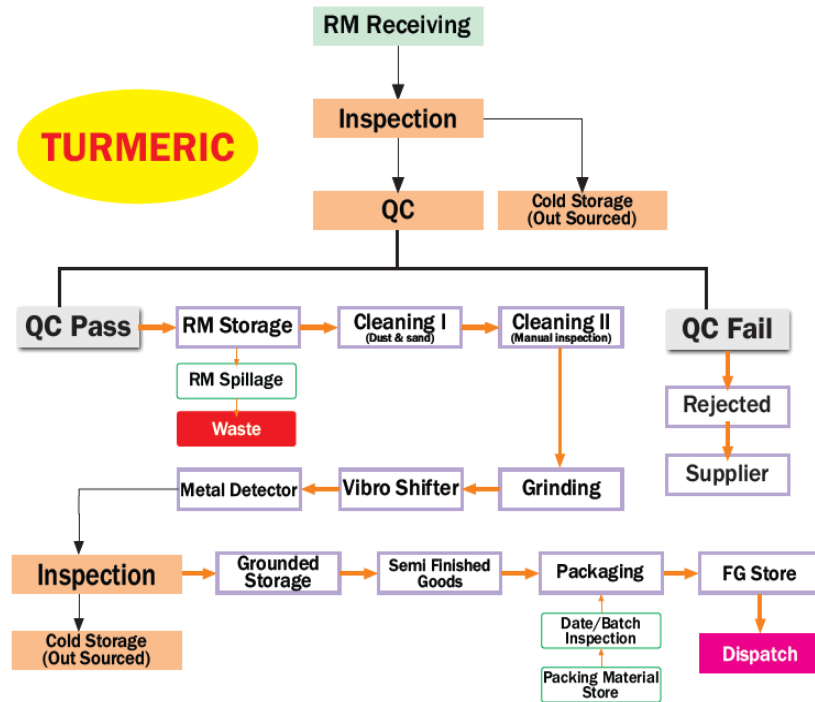 RM Receiving
TURMERIC
Inspection
QC
Cold Storage
(Out Sourced)
QC Pass
RM Storage
Cleaning I
(Dust & sand)
Cleaning II
(Manual inspection)
QC Fail
RM Spillage
Waste
Rejected
Supplier
Metal Detector
Vibro Shifter
Grinding
Inspection
Grounded
Storage
Semi Finished
Goods
Packaging
FG Store
Cold Storage
(Out Sourced)
Date/Batch
Inspection
Packing Material
Store
Dispatch